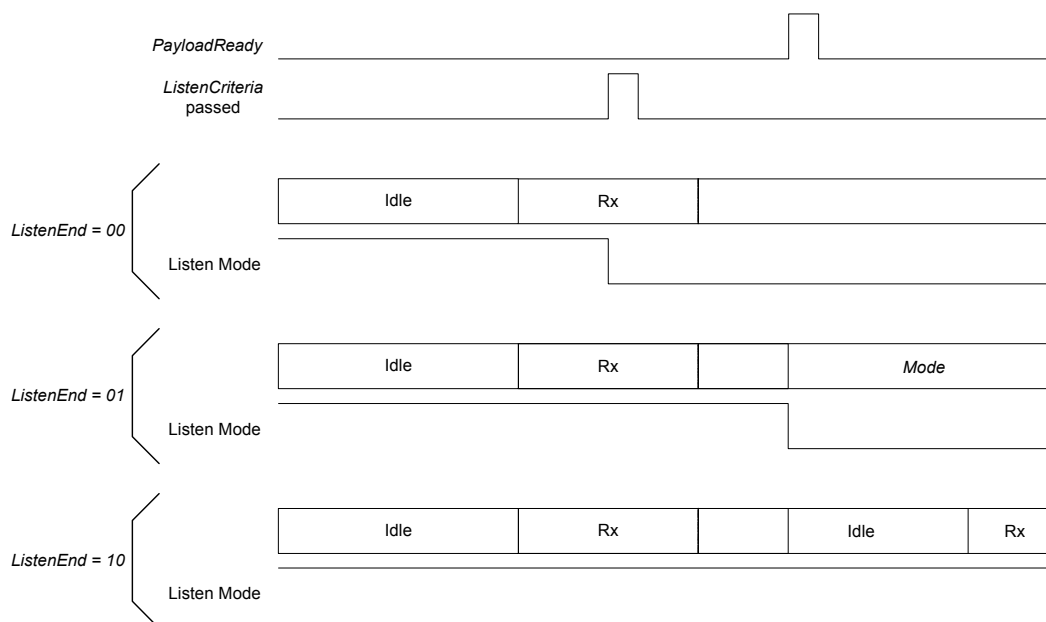 PayloadReady
ListenCriteria
passed
Idle
Rx
ListenEnd = 00
Listen Mode
Idle
Rx
Mode
ListenEnd = 01
Listen Mode
Idle
Rx
Idle
Rx
ListenEnd = 10
Listen Mode